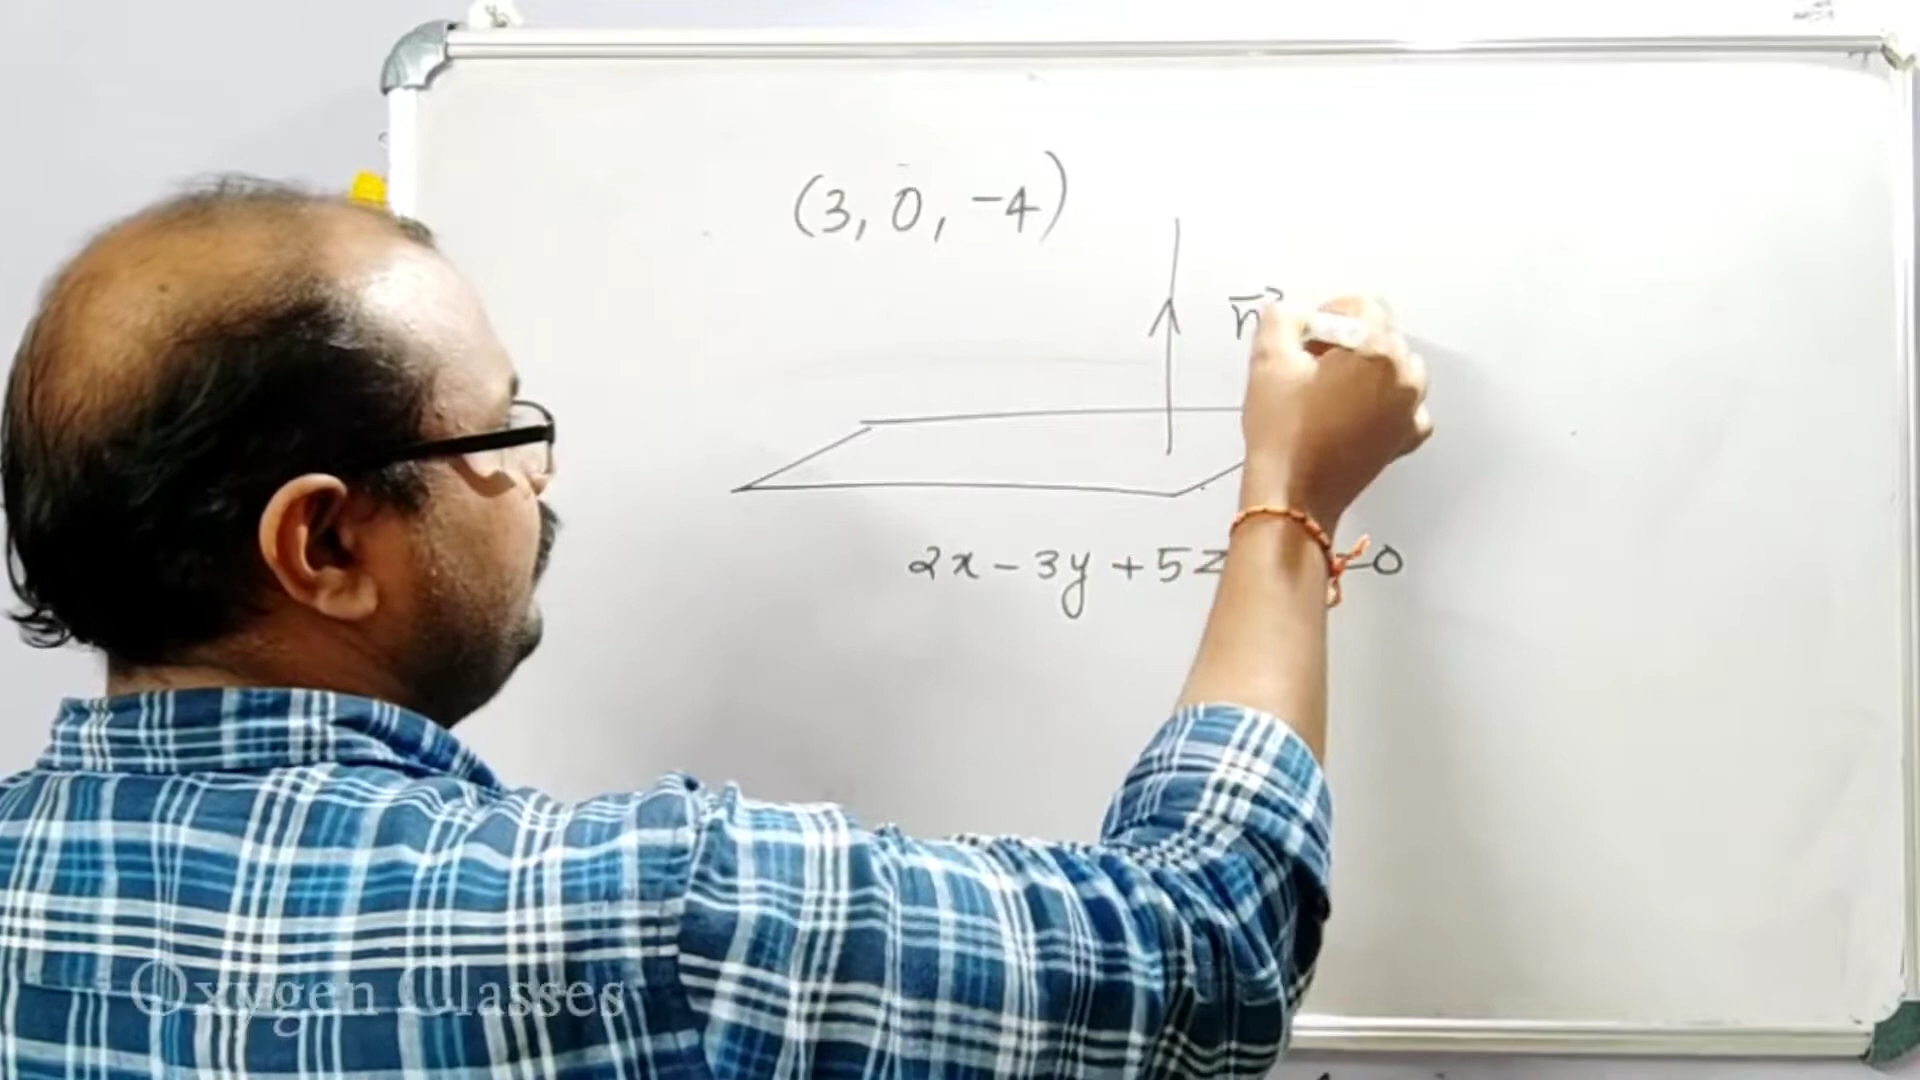 (3, 0, -4)
n⃗
2x - 3y + 5z =0
Oxygen Classes